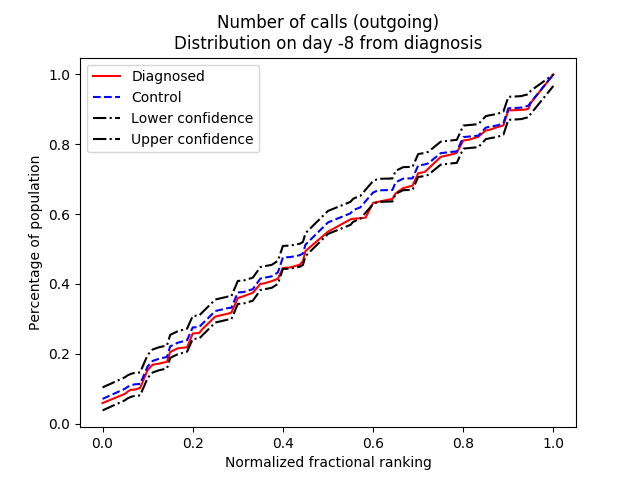 Number of calls (outgoing)
Distribution on day -8 from diagnosis
Diagnosed
Control
Lower confidence
Upper confidence
Percentage of population
1.0
0.8
0.6
0.4
0.2
0.0
0.0 0.2 0.4 0.6 0.8 1.0
Normalized fractional ranking